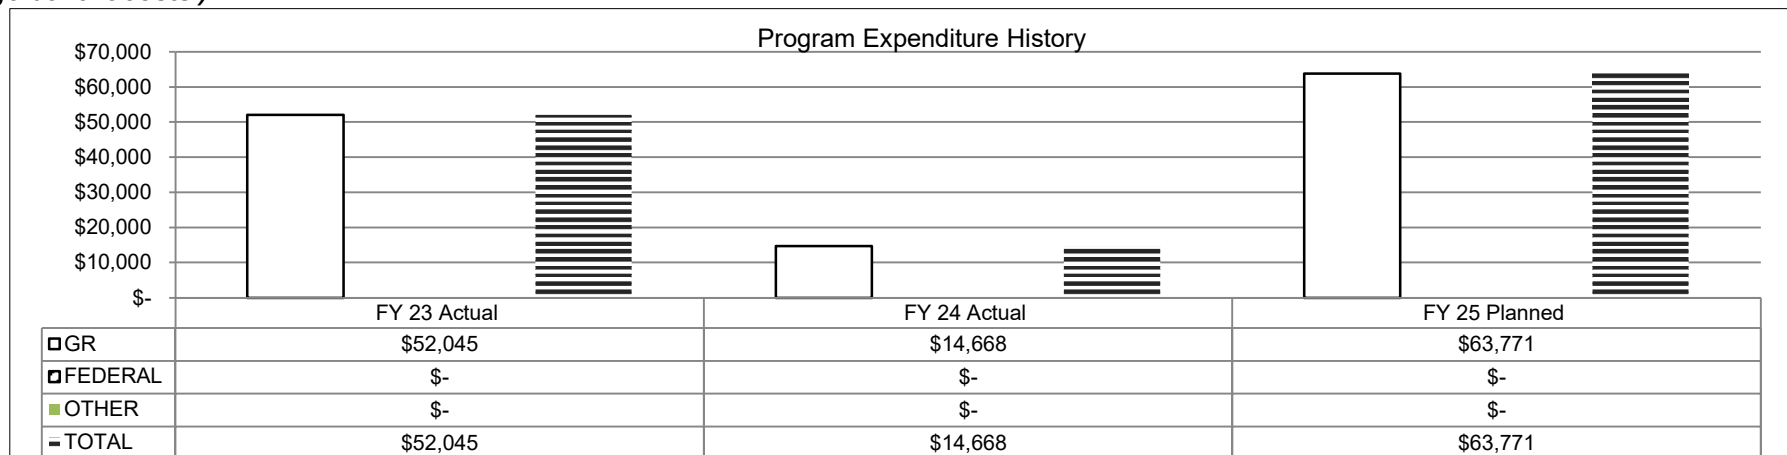 Program Expenditure History
$70,000
$60,000
$50,000
$40,000
$30,000
$20,000
$10,000
$-
FY 23 Actual FY 24 Actual FY 25 Planned
GR $52,045 $14,668 $63,771
FEDERAL $- $- $-
OTHER $- $- $-
TOTAL $52,045 $14,668 $63,771